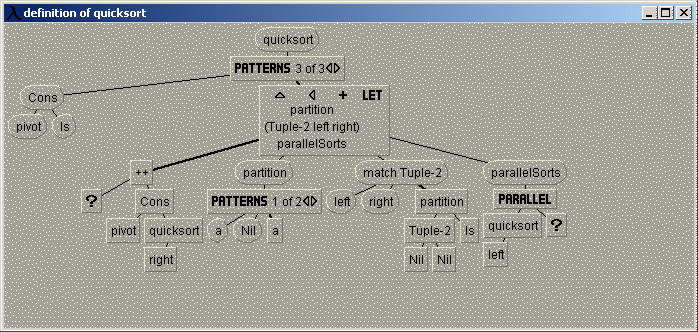 definition of quicksort
quicksort
PATTERNS 3 of 3
Cons
pivot ls
+ LET
partition
(Tuple-2 left right)
parallelSorts
++ partition match Tuple-2 parallelSorts
? Cons PATTERNS 1 of 2 left right partition PARALLEL
pivot quicksort a Nil a Tuple-2 ls quicksort ?
right Nil Nil left